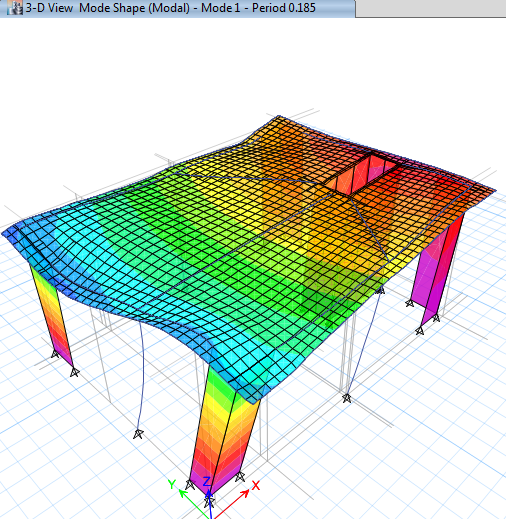 3-D View Mode Shape (Modal) - Mode 1 - Period 0.185
Z
Y
X